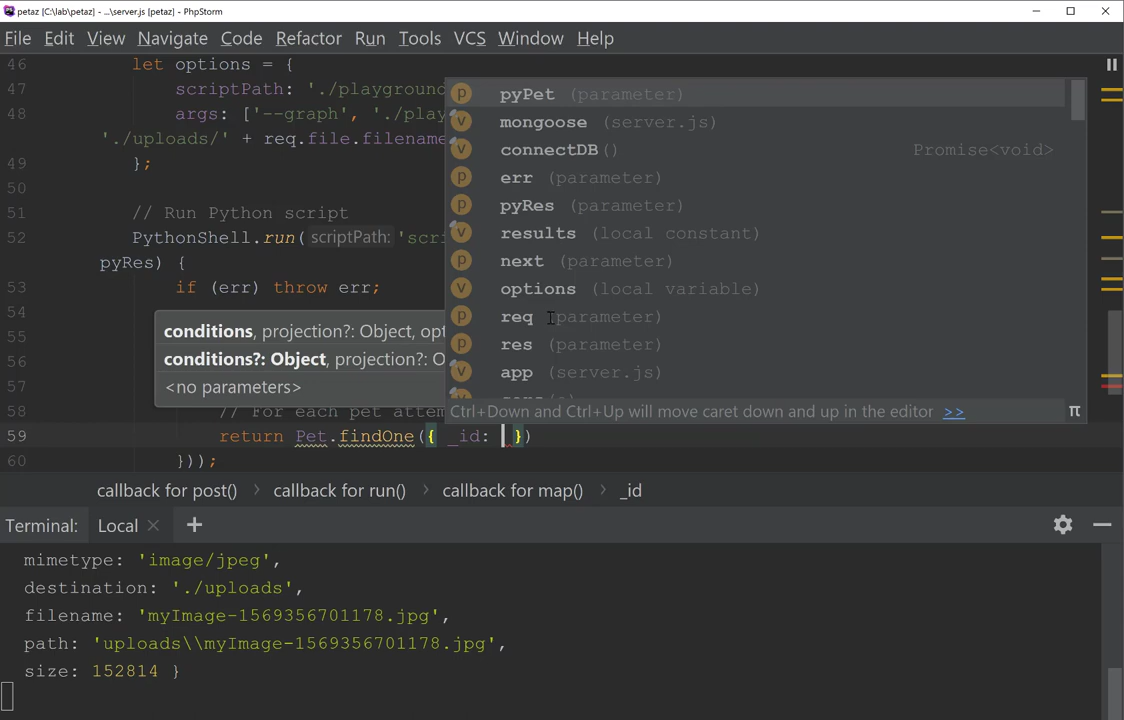 petaz [C:\lab\petaz] - ...\server.js [petaz] - PhpStorm
File Edit View Navigate Code Refactor Run Tools VCS Window Help
46 let options = {
47 scriptPath: './playground
48 args: ['--graph', './play
'./uploads/' + req.file.filename
49 };
50
51 // Run Python script
52 PythonShell.run( scriptPath: 'scri
pyRes) {
53 if (err) throw err;
54
55
56
57
58 // For each pet attem
59 return Pet.findOne({ _id: })
60 }));
pyPet (parameter)
mongoose (server.js)
connectDB() Promise<void>
err (parameter)
pyRes (parameter)
results (local constant)
next (parameter)
options (local variable)
req (parameter)
res (parameter)
app (server.js)
Ctrl+Down and Ctrl+Up will move caret down and up in the editor >> π
conditions, projection?: Object, opt
conditions?: Object, projection?: O
<no parameters>
callback for post() > callback for run() > callback for map() > _id
Terminal: Local × +
mimetype: 'image/jpeg',
destination: './uploads',
filename: 'myImage-1569356701178.jpg',
path: 'uploads\\myImage-1569356701178.jpg',
size: 152814 }